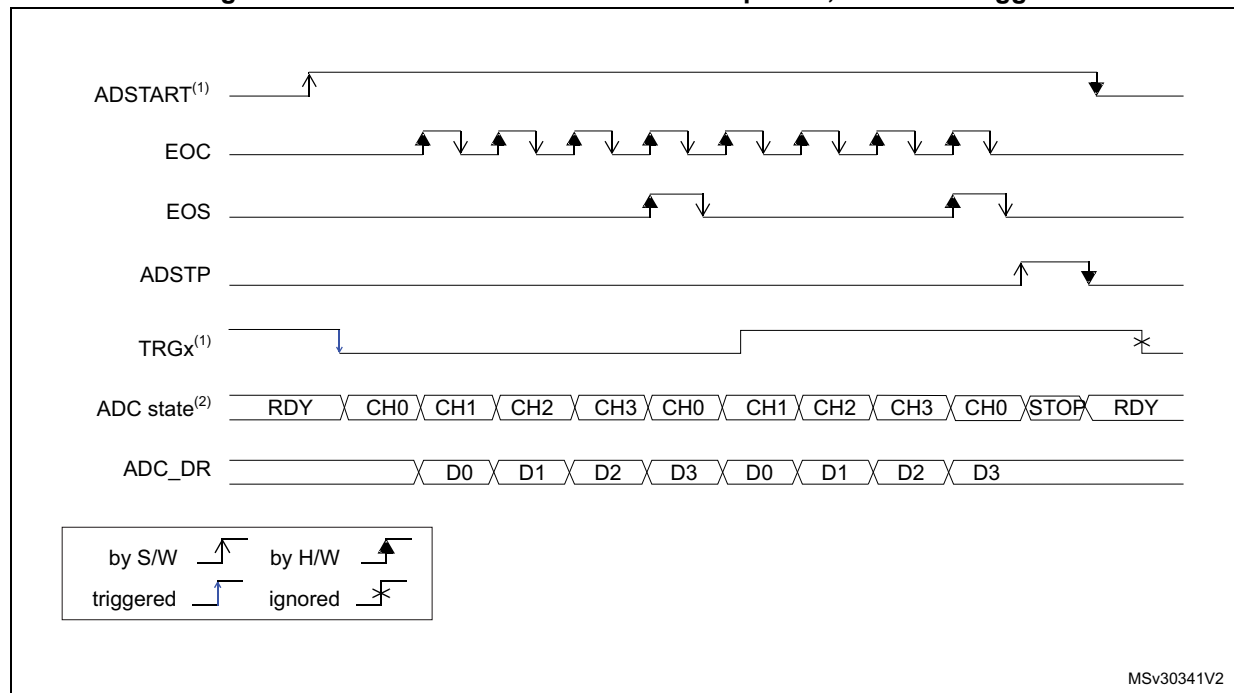 ADSTART(1)
EOC
EOS
ADSTP
TRGx(1)
ADC state(2) RDY CH0 CH1 CH2 CH3 CH0 CH1 CH2 CH3 CH0 STOP RDY
ADC_DR D0 D1 D2 D3 D0 D1 D2 D3
by S/W by H/W
triggered ignored
MSv30341V2